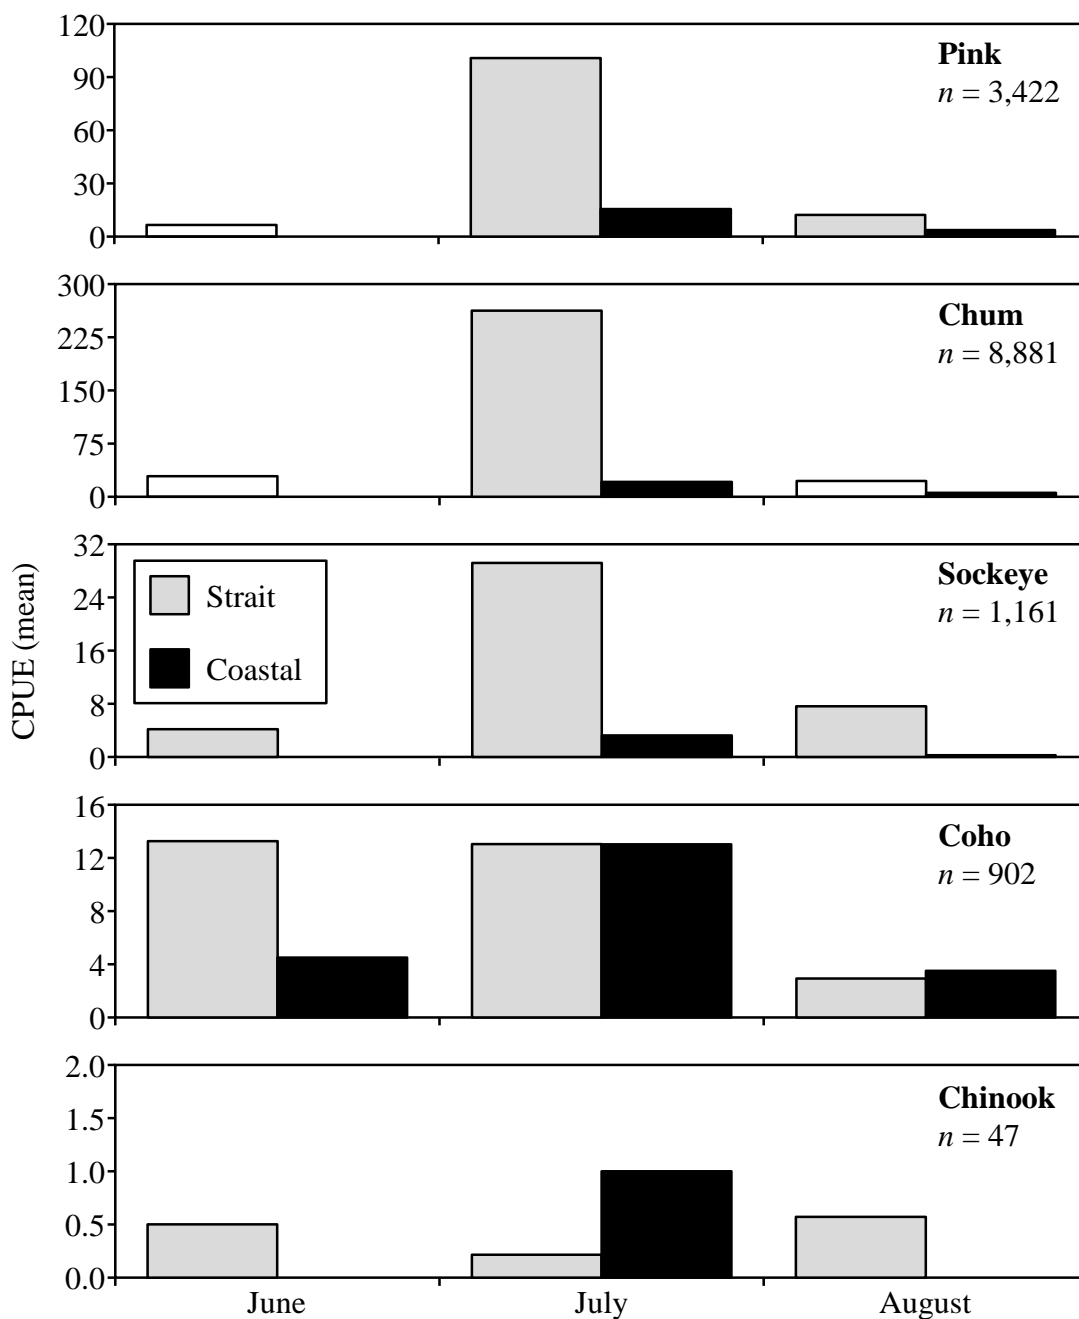 120
90
60
30
0
Pink
n = 3,422
300
225
150
75
0
Chum
n = 8,881
CPUE (mean)
32
24
16
8
0
Strait
Coastal
Sockeye
n = 1,161
16
12
8
4
0
Coho
n = 902
2.0
1.5
1.0
0.5
0.0
Chinook
n = 47
June July August